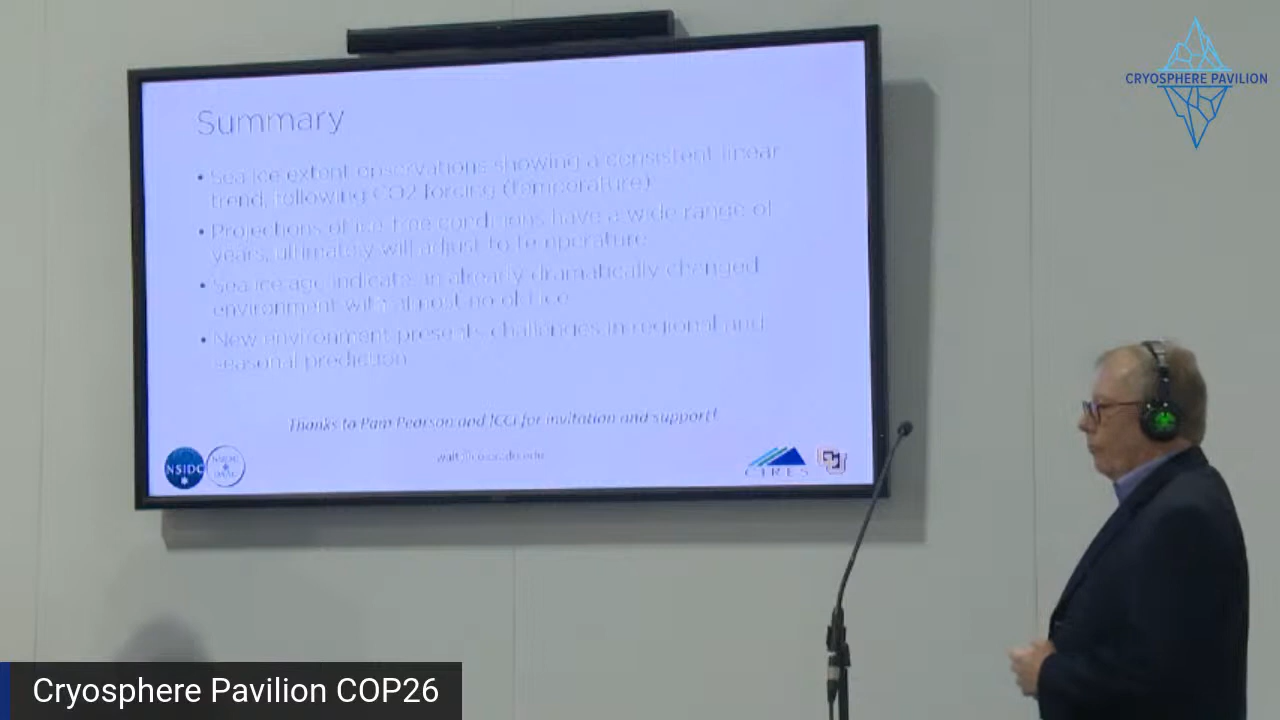 CRYOSPHERE PAVILION
Summary
• Sea ice extent observations showing a consistent linear
trend, following CO2 forcing (Temperature)
• Projections of ice-free conditions have a wide range of
years, ultimately will adjust to temperature
• Sea ice age indicates an already dramatically changed
environment with almost no old ice
• New environment presents challenges in regional and
seasonal prediction
Thanks to Pam Pearson and ICCI for invitation and support!
NSIDC
CIRES
CU
Cryosphere Pavilion COP26